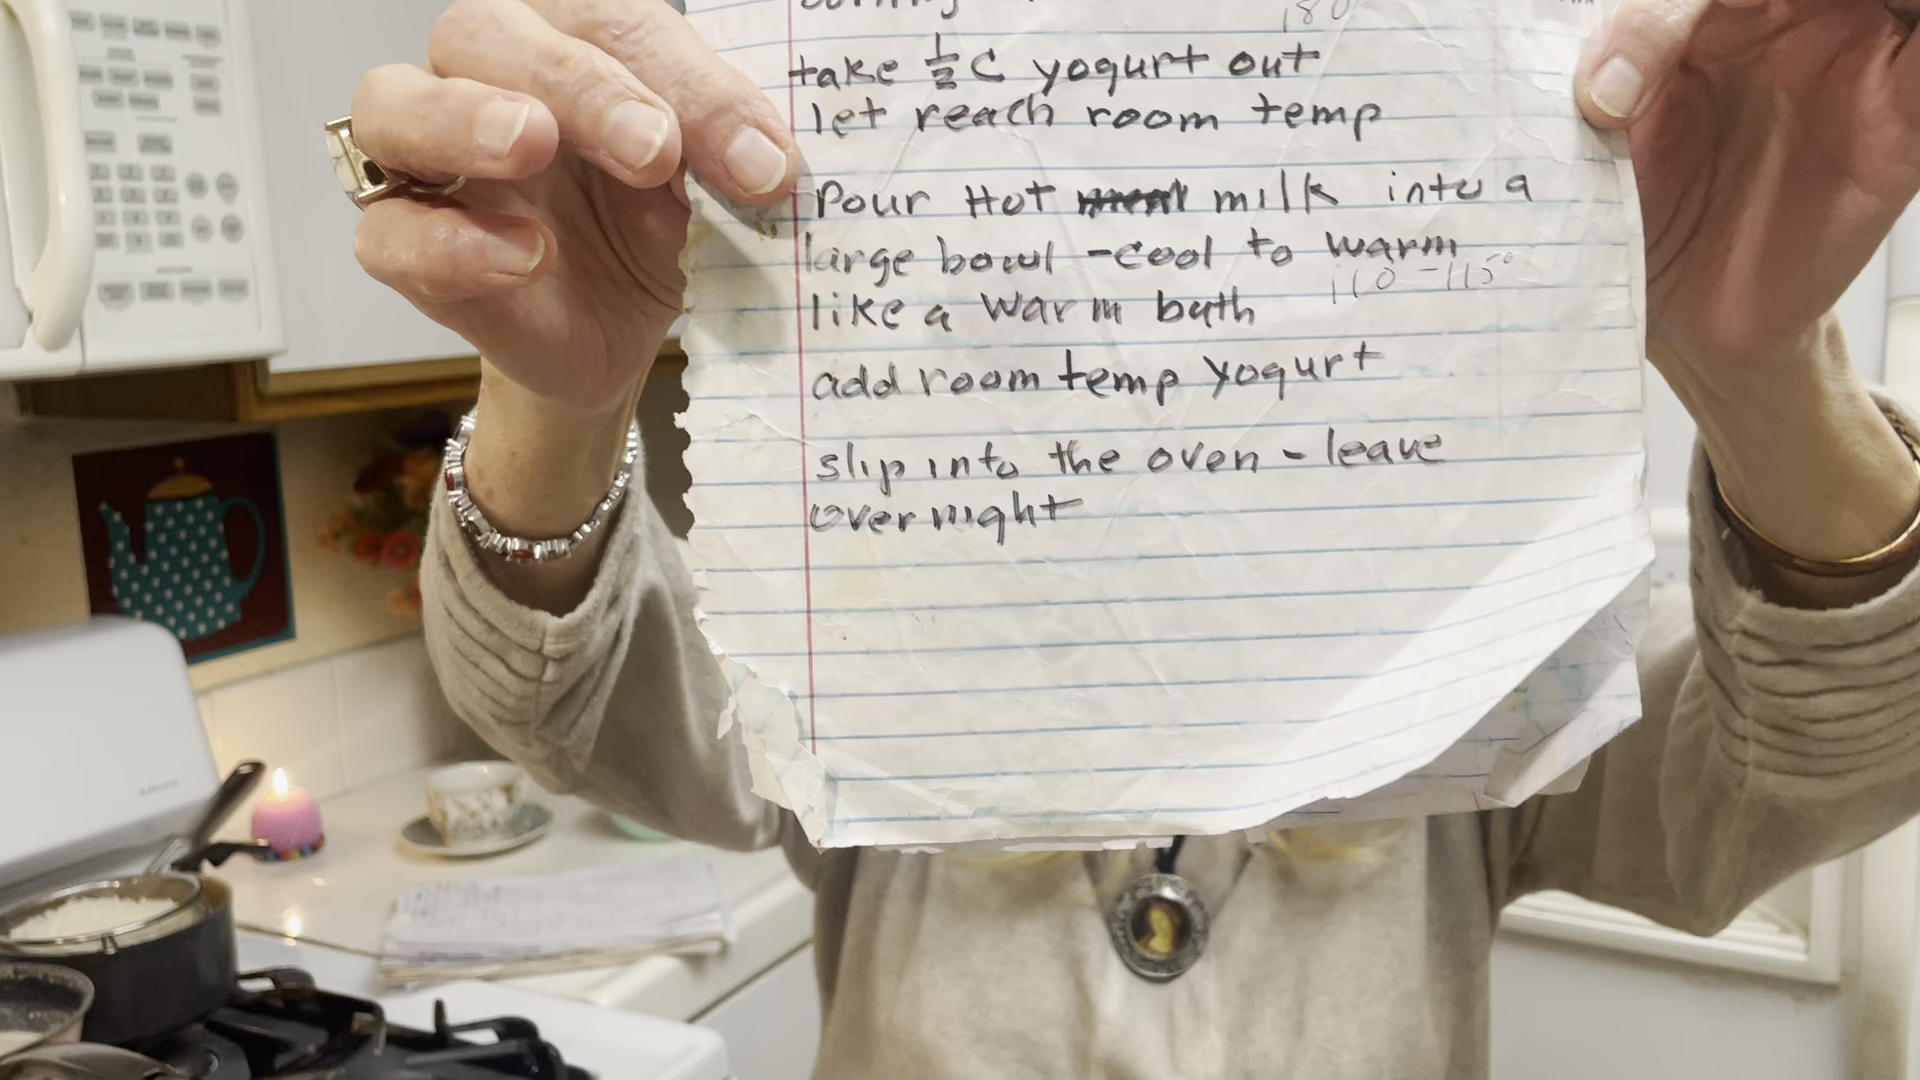 180
take ½ C yogurt out
let reach room temp
Pour Hot milk into a
large bowl - cool to warm
110-115°
like a warm bath
add room temp yogurt
slip into the oven - leave
overnight